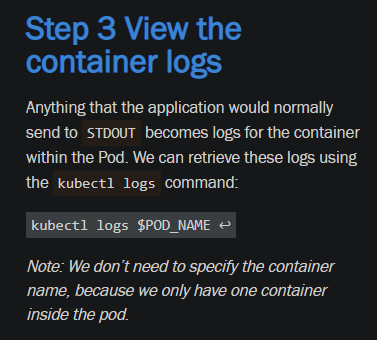 Step 3 View the
container logs
Anything that the application would normally
send to STDOUT becomes logs for the container
within the Pod. We can retrieve these logs using
the kubectl logs command:
kubectl logs $POD_NAME ↩
Note: We don’t need to specify the container
name, because we only have one container
inside the pod.